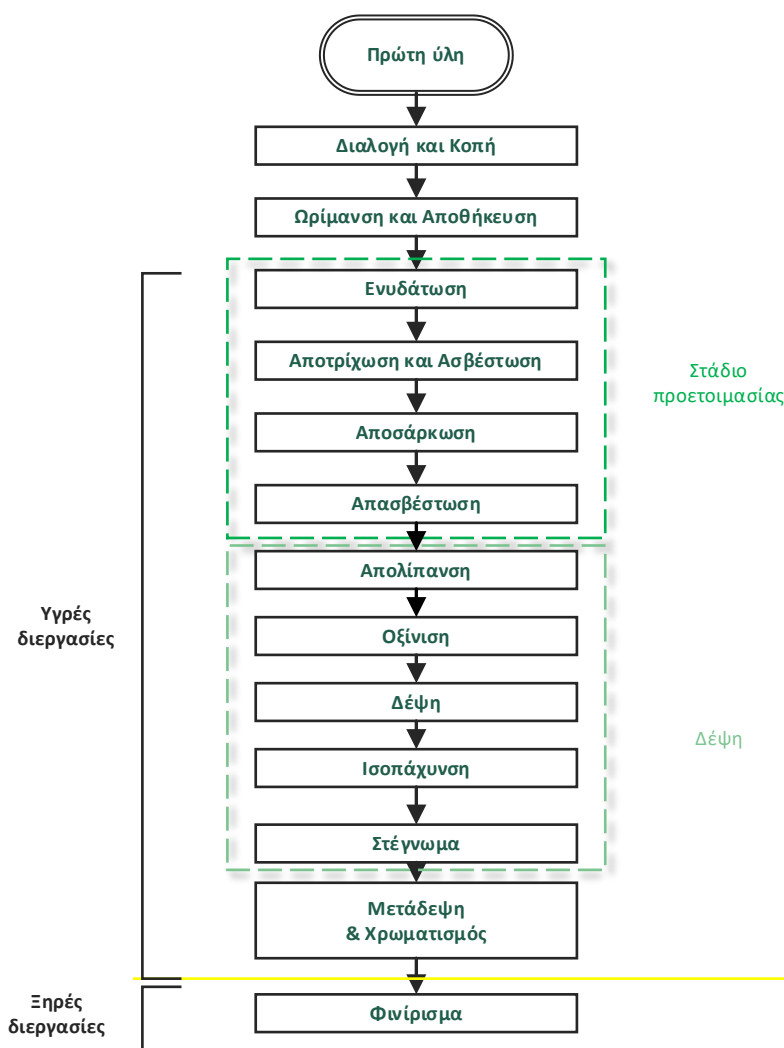 Πρώτη ύλη
Διαλογή και Κοπή
Ωρίμανση και Αποθήκευση
Ενυδάτωση
Αποτρίχωση και Ασβέστωση
Στάδιο
προετοιμασίας
Αποσάρκωση
Απασβέστωση
Απολίπανση
Υγρές
διεργασίες
Οξίνιση
Δέψη
Δέψη
Ισοπάχυνση
Στέγνωμα
Μετάδεψη
& Χρωματισμός
Ξηρές
διεργασίες
Φινίρισμα